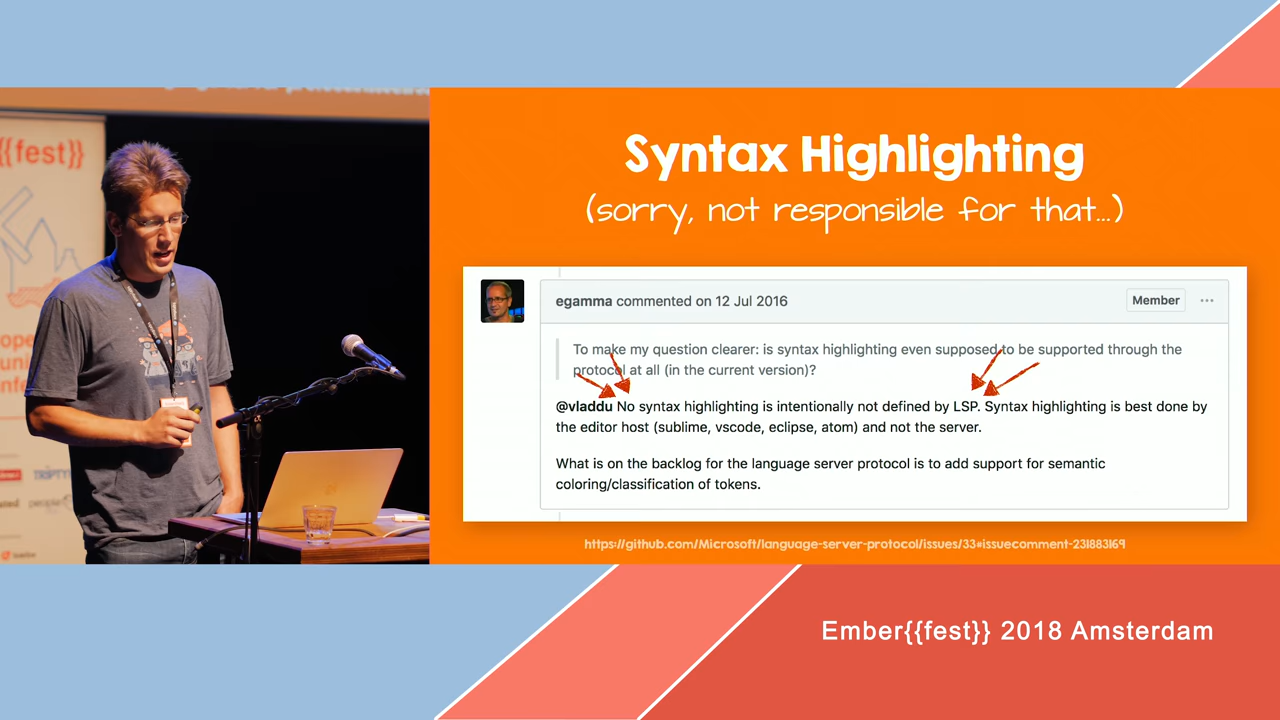 {{fest}}
Syntax Highlighting
(sorry, not responsible for that...)
egamma commented on 12 Jul 2016
Member
To make my question clearer: is syntax highlighting even supposed to be supported through the
protocol at all (in the current version)?
@vladdu No syntax highlighting is intentionally not defined by LSP. Syntax highlighting is best done by
the editor host (sublime, vscode, eclipse, atom) and not the server.
What is on the backlog for the language server protocol is to add support for semantic
coloring/classification of tokens.
https://github.com/Microsoft/language-server-protocol/issues/33#issuecomment-231883169
Ember{{fest}} 2018 Amsterdam